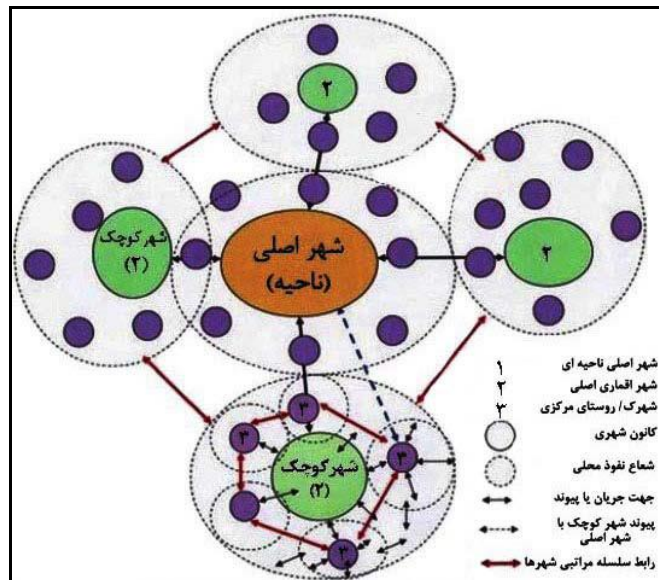 ۲
شهر کوچک
(۲)
شهر اصلی
(ناحیه)
۲
۳
۳
۳
شهر کوچک
(۲)
۳
۱ شهر اصلی ناحیه ای
۲ شهر اقماری اصلی
۳ شهرک/ روستای مرکزی
کانون شهری
شعاع نفوذ محلی
جهت جریان یا پیوند
پیوند شهر کوچک با
شهر اصلی
رابط سلسله مراتبی شهرها